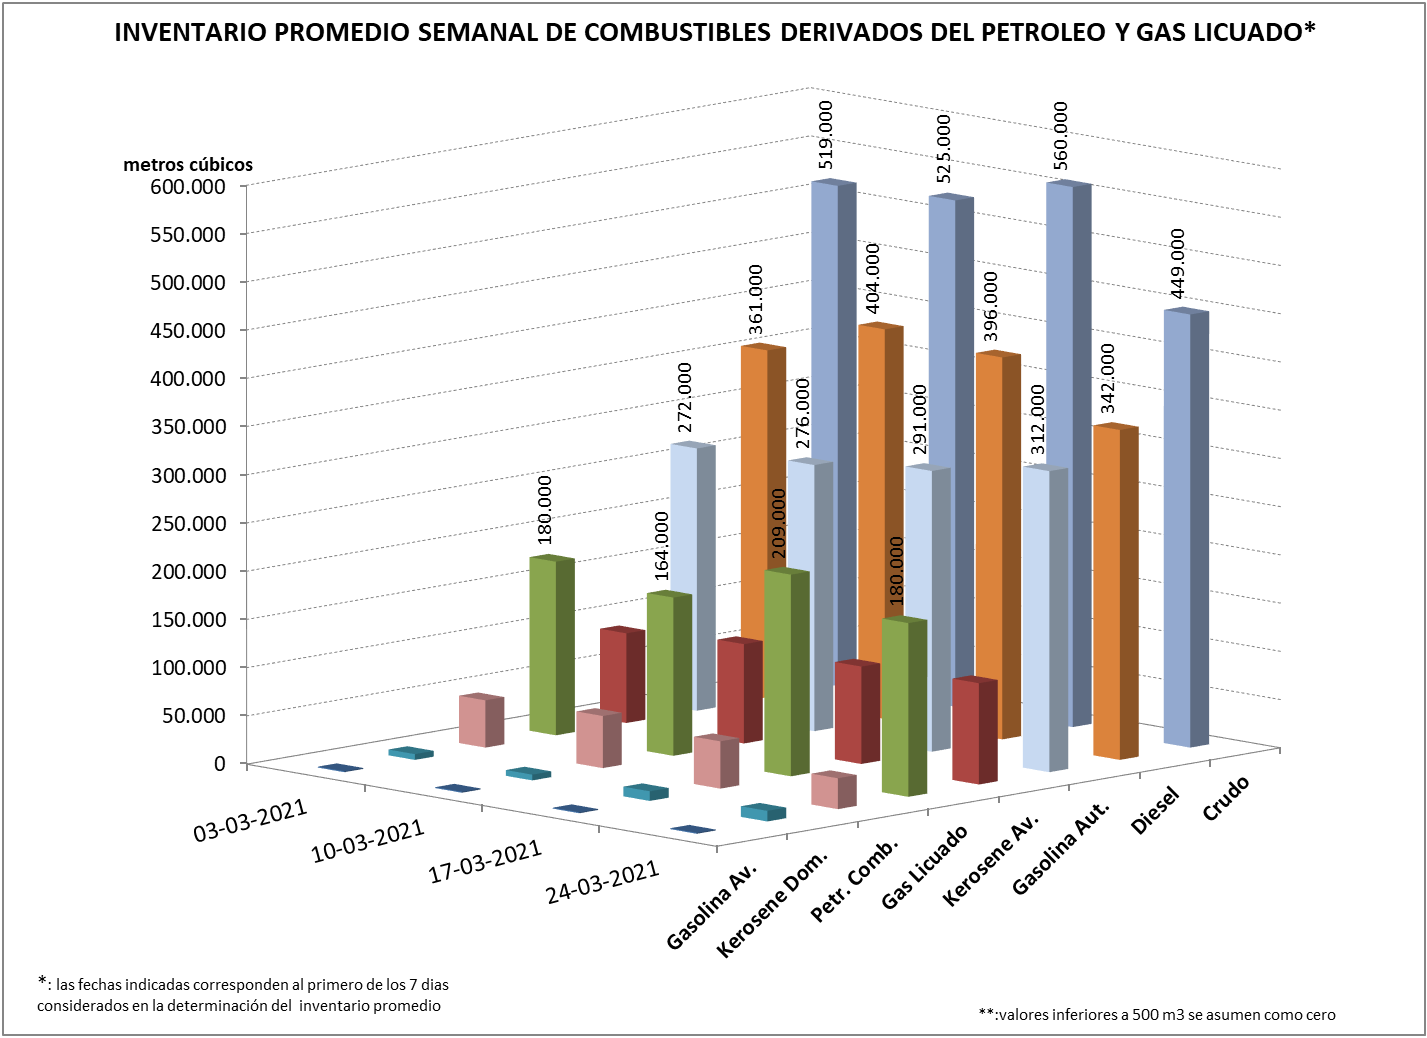 INVENTARIO PROMEDIO SEMANAL DE COMBUSTIBLES DERIVADOS DEL PETROLEO Y GAS LICUADO*
metros cúbicos
600.000
550.000
500.000
450.000
400.000
350.000
300.000
250.000
200.000
150.000
100.000
50.000
0
519.000
525.000
560.000
449.000
361.000
404.000
396.000
342.000
272.000
276.000
291.000
312.000
180.000
164.000
209.000
180.000
03-03-2021
10-03-2021
17-03-2021
24-03-2021
Gasolina Av.
Kerosene Dom.
Petr. Comb.
Gas Licuado
Kerosene Av.
Gasolina Aut.
Diesel
Crudo
*: las fechas indicadas corresponden al primero de los 7 dias
considerados en la determinación del inventario promedio
**:valores inferiores a 500 m3 se asumen como cero